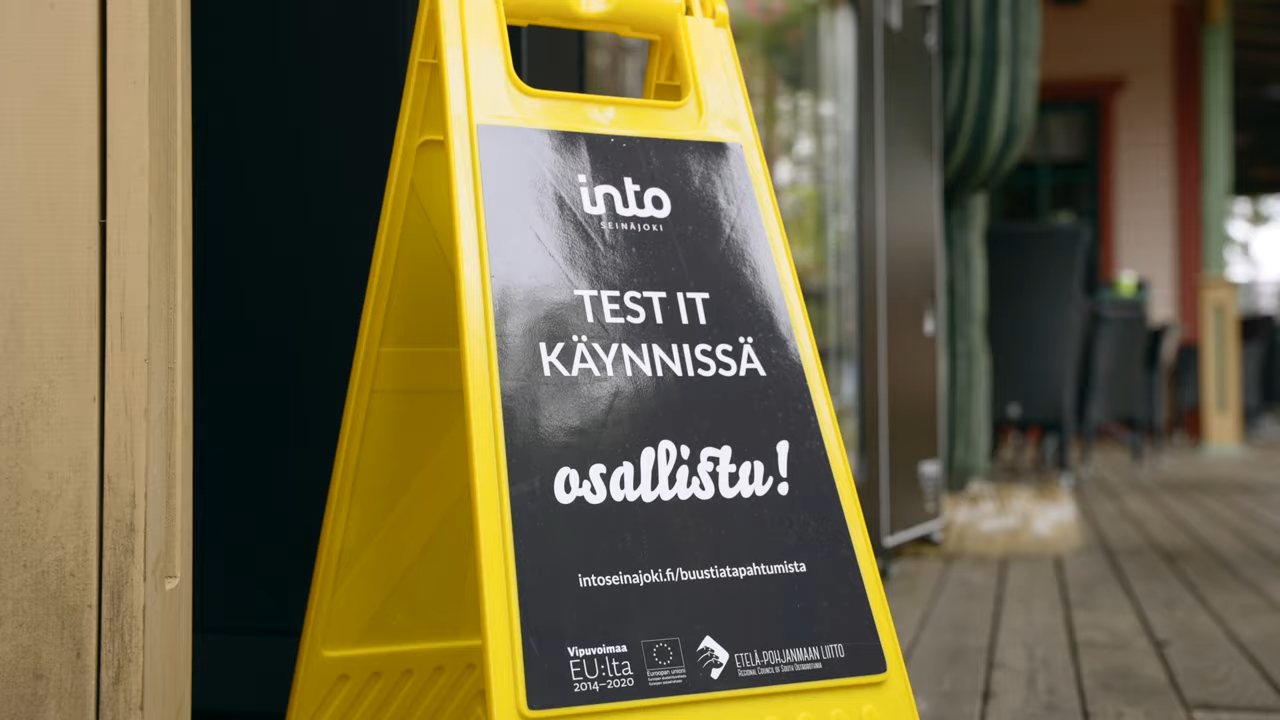 into
SEINÄJOKI
TEST IT
KÄYNNISSÄ
osallistu!
intoseinajoki.fi/buustiatapahtumista
Vipuvoimaa
EU:lta
2014–2020
Euroopan unioni
ETELÄ-POHJANMAAN LIITTO
REGIONAL COUNCIL OF SOUTH OSTROBOTHNIA